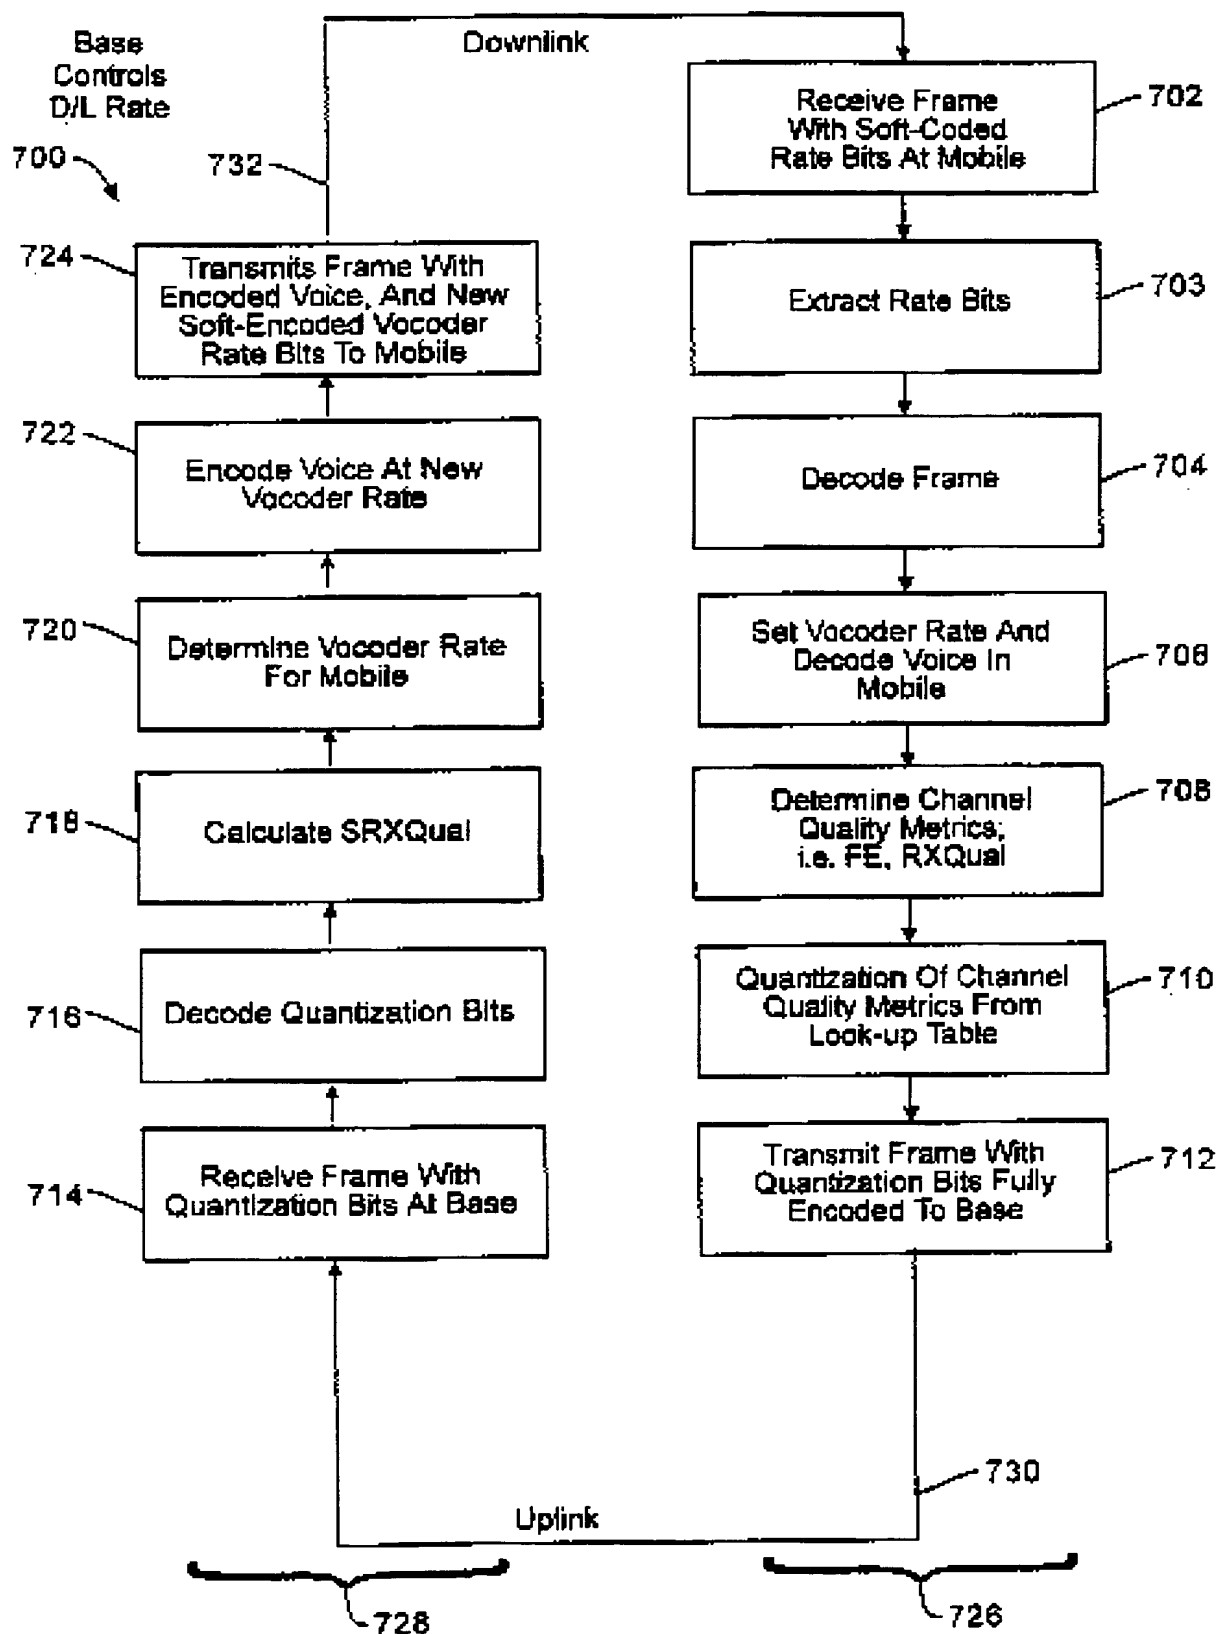 Base
Controls
D/L Rate
700
Downlink
732
Receive Frame
With Soft-Coded
Rate Bits At Mobile
702
724
Transmits Frame With
Encoded Voice, And New
Soft-Encoded Vocoder
Rate Bits To Mobile
Extract Rate Bits
703
722
Encode Voice At New
Vocoder Rate
Decode Frame
704
720
Determine Vocoder Rate
For Mobile
Set Vocoder Rate And
Decode Voice In
Mobile
706
718
Calculate SRXQual
Determine Channel
Quality Metrics;
i.e. FE, RXQual
708
716
Decode Quantization Bits
Quantization Of Channel
Quality Metrics From
Look-up Table
710
714
Receive Frame With
Quantization Bits At Base
Transmit Frame With
Quantization Bits Fully
Encoded To Base
712
730
Uplink
728
726